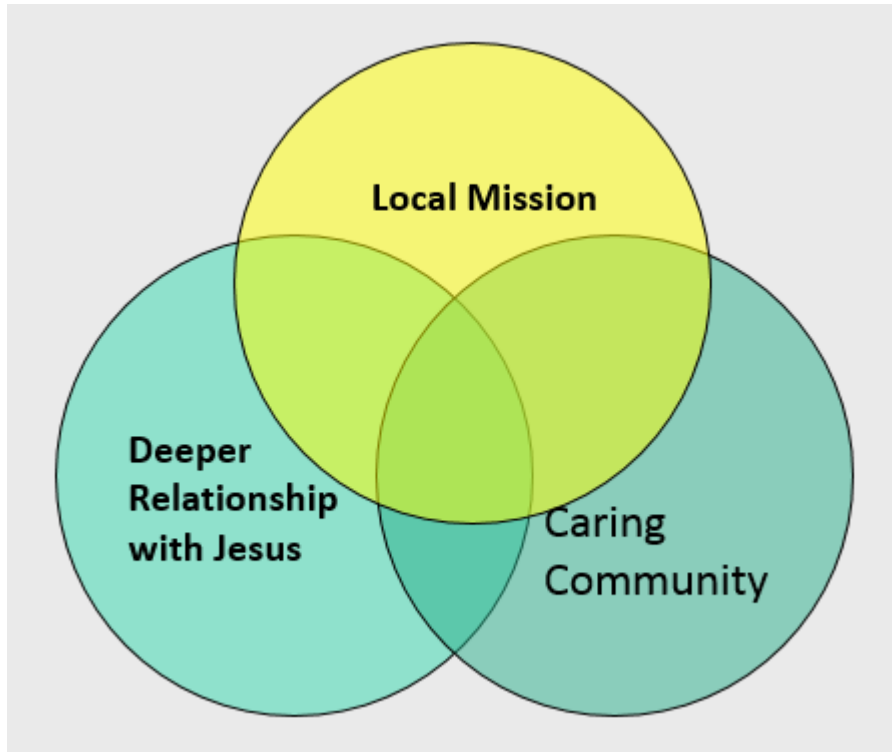 Local Mission
Deeper
Relationship
with Jesus
Caring
Community